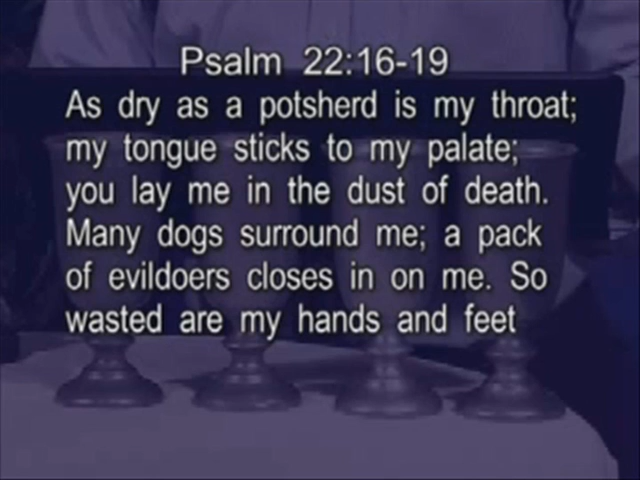 Psalm 22:16-19
As dry as a potsherd is my throat;
my tongue sticks to my palate;
you lay me in the dust of death.
Many dogs surround me; a pack
of evildoers closes in on me. So
wasted are my hands and feet